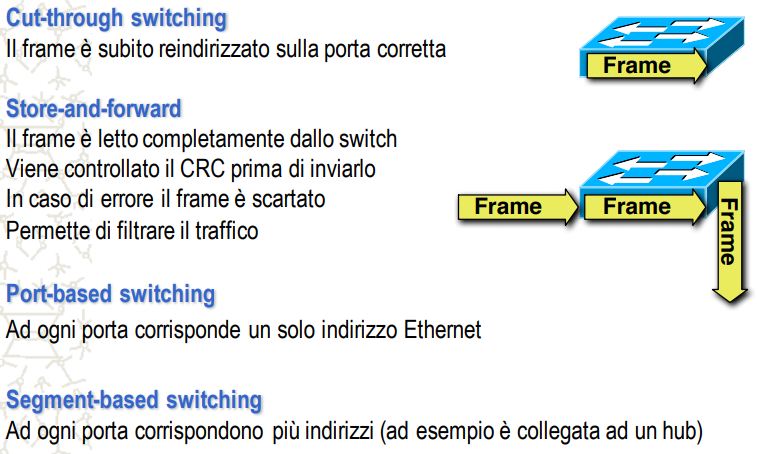 Cut-through switching
Il frame è subito reindirizzato sulla porta corretta
Frame
Store-and-forward
Il frame è letto completamente dallo switch
Viene controllato il CRC prima di inviarlo
In caso di errore il frame è scartato
Permette di filtrare il traffico
Frame
Frame
Frame
Port-based switching
Ad ogni porta corrisponde un solo indirizzo Ethernet
Segment-based switching
Ad ogni porta corrispondono più indirizzi (ad esempio è collegata ad un hub)